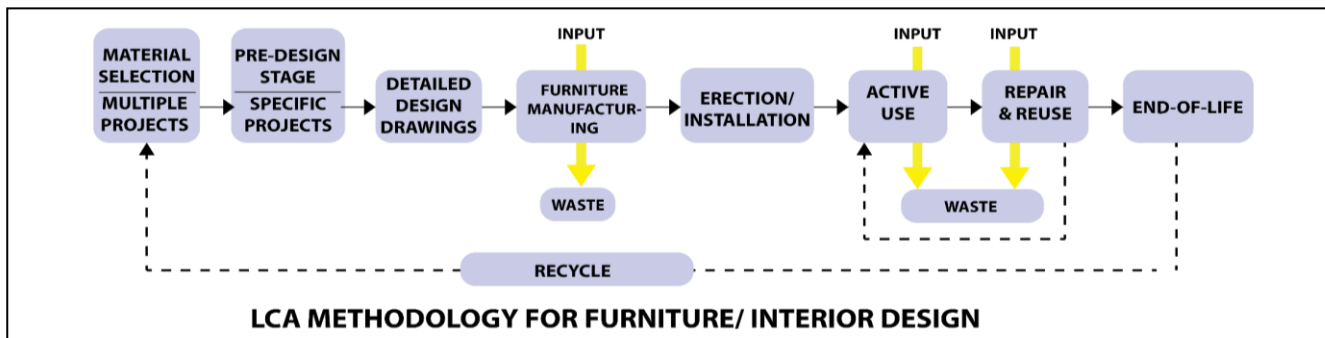 MATERIAL
SELECTION
MULTIPLE
PROJECTS
PRE-DESIGN
STAGE
SPECIFIC
PROJECTS
DETAILED
DESIGN
DRAWINGS
INPUT
FURNITURE
MANUFACTUR-
ING
WASTE
ERECTION/
INSTALLATION
INPUT
ACTIVE
USE
INPUT
REPAIR
& REUSE
WASTE
END-OF-LIFE
RECYCLE
LCA METHODOLOGY FOR FURNITURE/ INTERIOR DESIGN